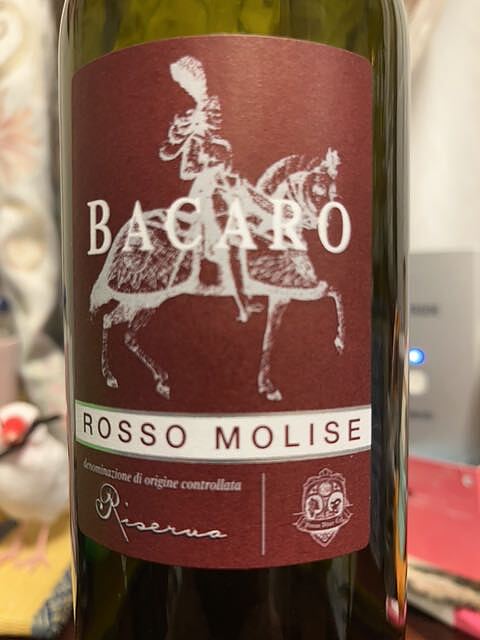 BACARO
ROSSO MOLISE
denominazione di origine controllata
Riserva